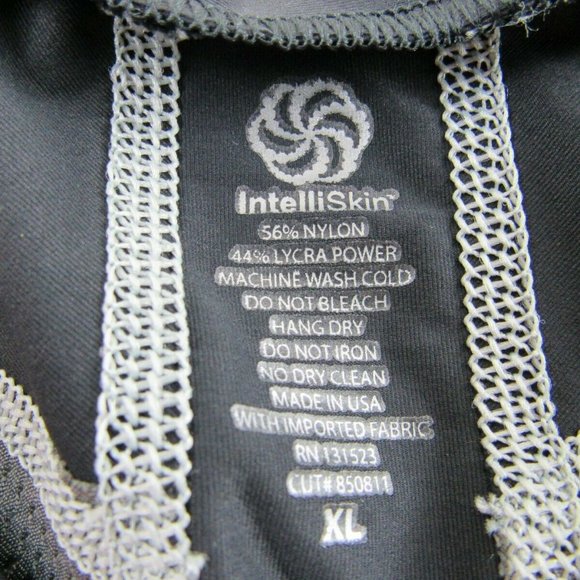 IntelliSkin
56% NYLON
44% LYCRA POWER
MACHINE WASH COLD
DO NOT BLEACH
HANG DRY
DO NOT IRON
NO DRY CLEAN
MADE IN USA
WITH IMPORTED FABRIC
RN 131523
CUT# 850811
XL